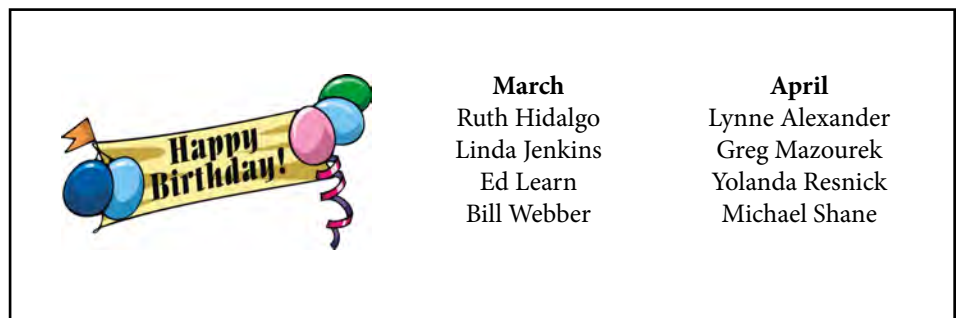 Happy
Birthday!
March
Ruth Hidalgo
Linda Jenkins
Ed Learn
Bill Webber
April
Lynne Alexander
Greg Mazourek
Yolanda Resnick
Michael Shane